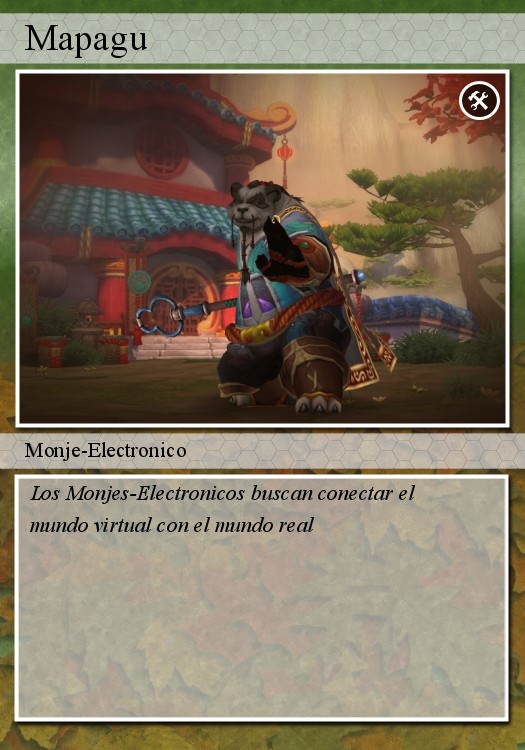 Mapagu
Monje-Electronico
Los Monjes-Electronicos buscan conectar el
mundo virtual con el mundo real